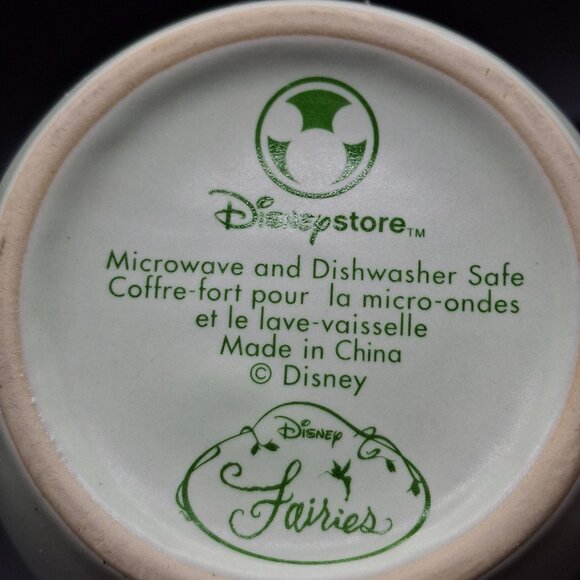 Disneystore™
Microwave and Dishwasher Safe
Coffre-fort pour la micro-ondes
et le lave-vaisselle
Made in China
© Disney
Disney
Fairies